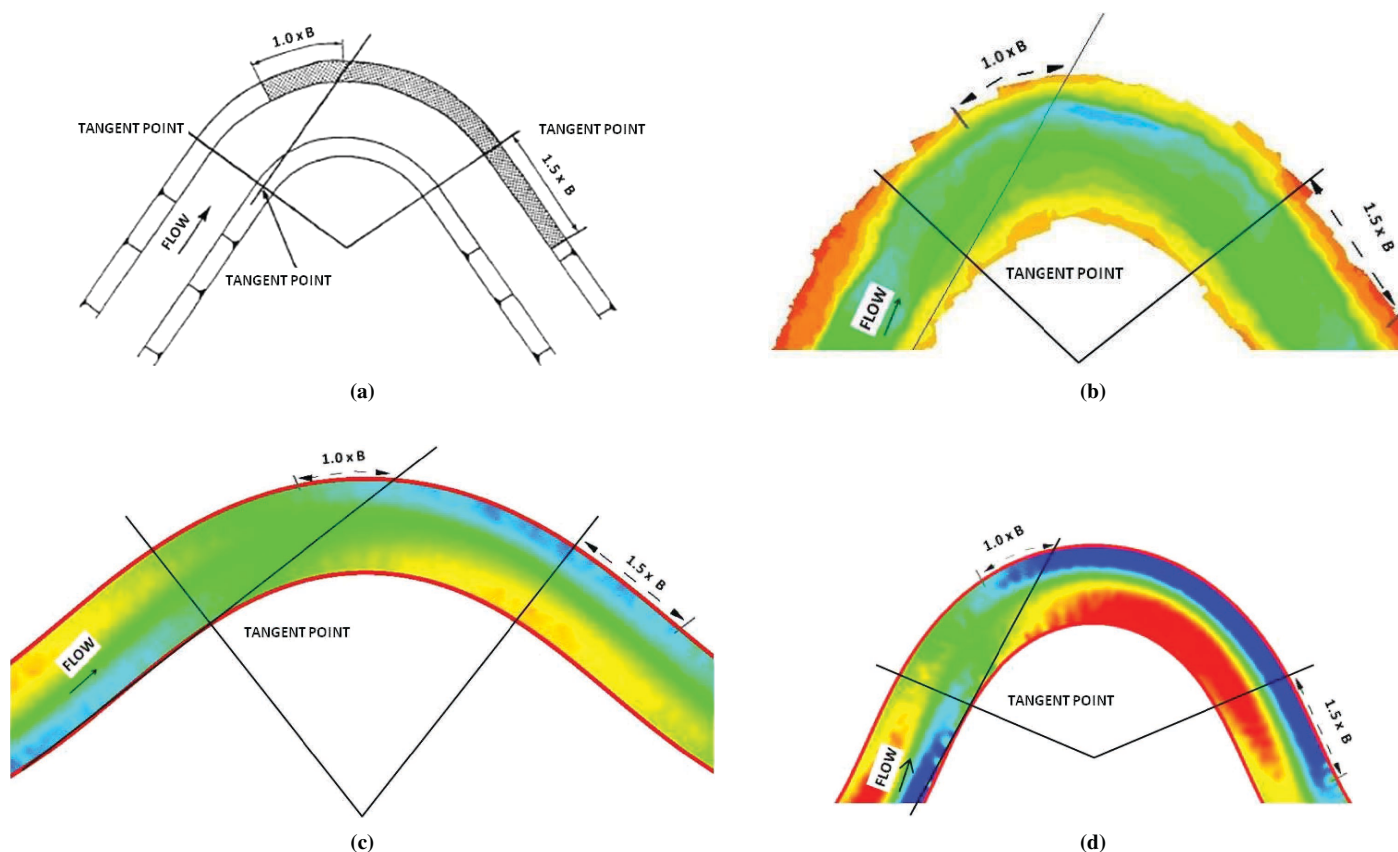 1.0 x B
TANGENT POINT
TANGENT POINT
1.5 x B
FLOW
TANGENT POINT
(a)
1.0 x B
TANGENT POINT
1.5 x B
FLOW
(b)
1.0 x B
1.5 x B
TANGENT POINT
FLOW
(c)
1.0 x B
TANGENT POINT
1.5 x B
FLOW
(d)